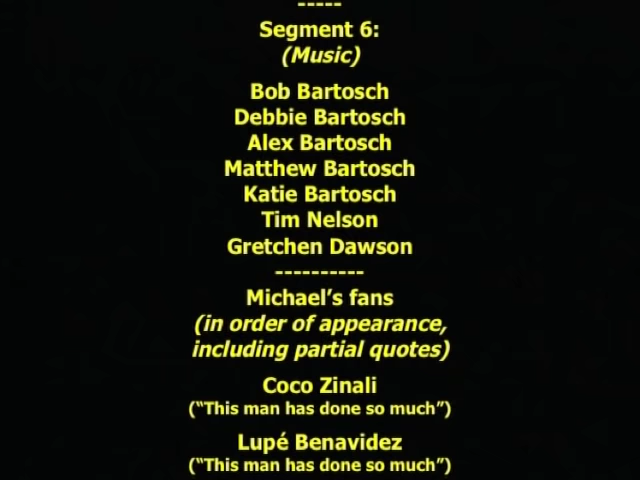 -----
Segment 6:
(Music)
Bob Bartosch
Debbie Bartosch
Alex Bartosch
Matthew Bartosch
Katie Bartosch
Tim Nelson
Gretchen Dawson
----------
Michael’s fans
(in order of appearance,
including partial quotes)
Coco Zinali
(“This man has done so much”)
Lupé Benavidez
(“This man has done so much”)